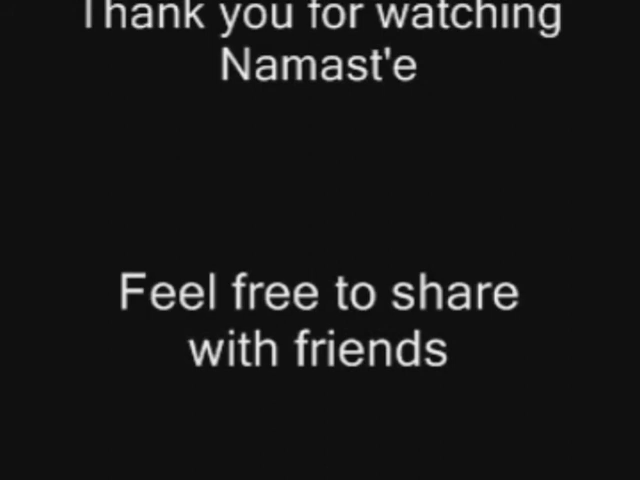 Thank you for watching
Namast'e
Feel free to share
with friends